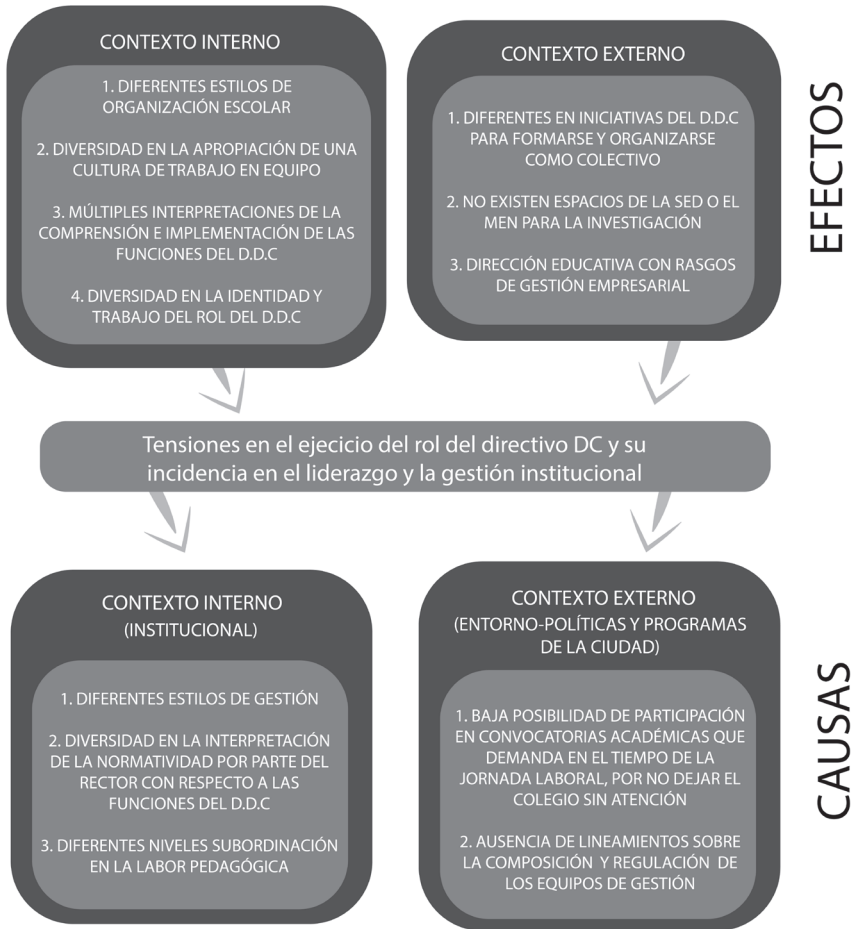 CONTEXTO INTERNO
1. DIFERENTES ESTILOS DE
ORGANIZACIÓN ESCOLAR
2. DIVERSIDAD EN LA APROPIACIÓN DE UNA
CULTURA DE TRABAJO EN EQUIPO
3. MÚLTIPLES INTERPRETACIONES DE LA
COMPRENSIÓN E IMPLEMENTACIÓN DE LAS
FUNCIONES DEL D.D.C
4. DIVERSIDAD EN LA IDENTIDAD Y
TRABAJO DEL ROL DEL D.D.C
CONTEXTO EXTERNO
1. DIFERENTES EN INICIATIVAS DEL D.D.C
PARA FORMARSE Y ORGANIZARSE
COMO COLECTIVO
2. NO EXISTEN ESPACIOS DE LA SED O EL
MEN PARA LA INVESTIGACIÓN
3. DIRECCIÓN EDUCATIVA CON RASGOS
DE GESTIÓN EMPRESARIAL
EFECTOS
Tensiones en el ejecicio del rol del directivo DC y su
incidencia en el liderazgo y la gestión institucional
CONTEXTO INTERNO
(INSTITUCIONAL)
1. DIFERENTES ESTILOS DE GESTIÓN
2. DIVERSIDAD EN LA INTERPRETACIÓN
DE LA NORMATIVIDAD POR PARTE DEL
RECTOR CON RESPECTO A LAS
FUNCIONES DEL D.D.C
3. DIFERENTES NIVELES SUBORDINACIÓN
EN LA LABOR PEDAGÓGICA
CONTEXTO EXTERNO
(ENTORNO-POLÍTICAS Y PROGRAMAS
DE LA CIUDAD)
1. BAJA POSIBILIDAD DE PARTICIPACIÓN
EN CONVOCATORIAS ACADÉMICAS QUE
DEMANDA EN EL TIEMPO DE LA
JORNADA LABORAL, POR NO DEJAR EL
COLEGIO SIN ATENCIÓN
2. AUSENCIA DE LINEAMIENTOS SOBRE
LA COMPOSICIÓN Y REGULACIÓN DE
LOS EQUIPOS DE GESTIÓN
CAUSAS